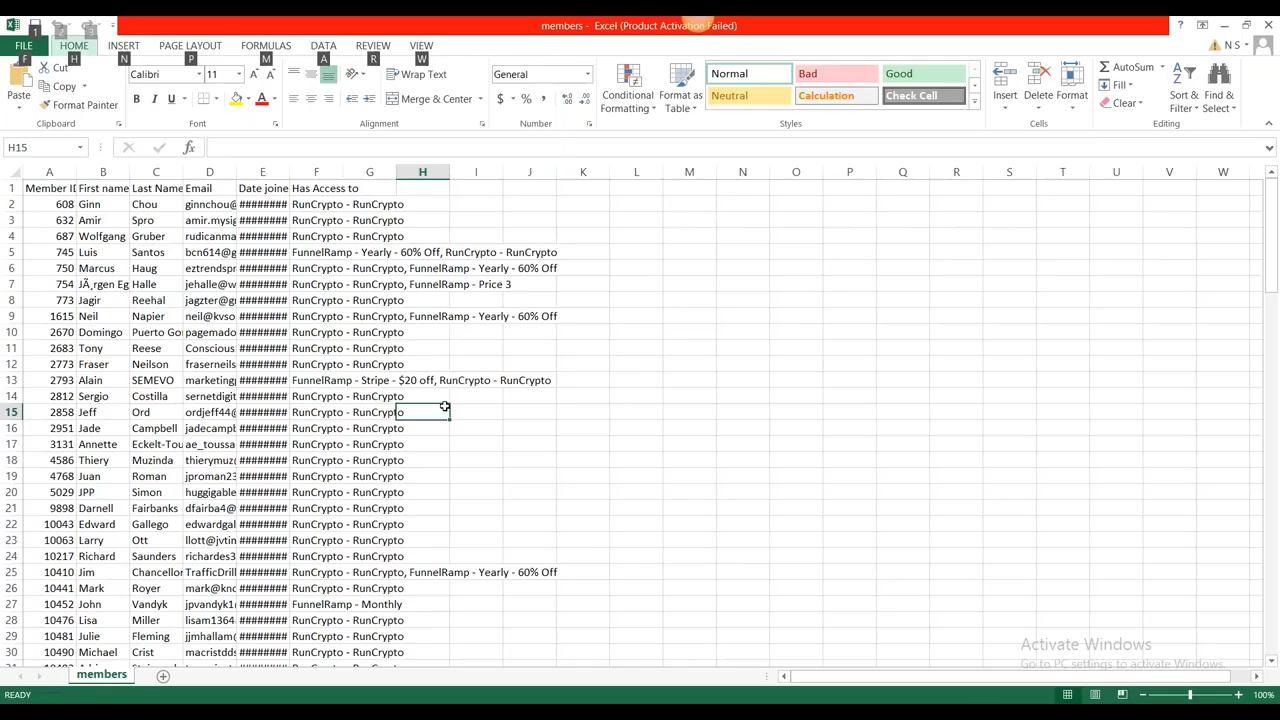 members - Excel (Product Activation Failed)
FILE HOME INSERT PAGE LAYOUT FORMULAS DATA REVIEW VIEW N S
1 2 3
F H N P M A R W
Paste Cut Copy Format Painter Clipboard
Calibri 11 B I U A Font
Wrap Text Merge & Center Alignment
General $ % , Number
Conditional Formatting Format as Table Normal Bad Good Neutral Calculation Check Cell Styles
Insert Delete Format Cells
AutoSum Fill Clear Sort & Filter Find & Select Editing
H15 fx
A B C D E F G H I J K L M N O P Q R S T U V W
1 Member ID First name Last Name Email Date joine Has Access to
2 608 Ginn Chou ginnchou@ ######## RunCrypto - RunCrypto
3 632 Amir Spro amir.mysig ######## RunCrypto - RunCrypto
4 687 Wolfgang Gruber rudicanma ######## RunCrypto - RunCrypto
5 745 Luis Santos bcn614@g ######## FunnelRamp - Yearly - 60% Off, RunCrypto - RunCrypto
6 750 Marcus Haug eztrendspr ######## RunCrypto - RunCrypto, FunnelRamp - Yearly - 60% Off
7 754 JÃ¸rgen Eg Halle jehalle@w ######## RunCrypto - RunCrypto, FunnelRamp - Price 3
8 773 Jagir Reehal jagzter@gr ######## RunCrypto - RunCrypto
9 1615 Neil Napier neil@kvso ######## RunCrypto - RunCrypto, FunnelRamp - Yearly - 60% Off
10 2670 Domingo Puerto Go pagemado ######## RunCrypto - RunCrypto
11 2683 Tony Reese Conscious ######## RunCrypto - RunCrypto
12 2773 Fraser Neilson fraserneils ######## RunCrypto - RunCrypto
13 2793 Alain SEMEVO marketing ######## FunnelRamp - Stripe - $20 off, RunCrypto - RunCrypto
14 2812 Sergio Costilla sernetdigit ######## RunCrypto - RunCrypto
15 2858 Jeff Ord ordjeff44@ ######## RunCrypto - RunCrypto
16 2951 Jade Campbell jadecampb ######## RunCrypto - RunCrypto
17 3131 Annette Eckelt-Tou ae_toussa ######## RunCrypto - RunCrypto
18 4586 Thiery Muzinda thierymuz ######## RunCrypto - RunCrypto
19 4768 Juan Roman jproman23 ######## RunCrypto - RunCrypto
20 5029 JPP Simon huggigable ######## RunCrypto - RunCrypto
21 9898 Darnell Fairbanks dfairba4@ ######## RunCrypto - RunCrypto
22 10043 Edward Gallego edwardgal ######## RunCrypto - RunCrypto
23 10063 Larry Ott llott@jvtin ######## RunCrypto - RunCrypto
24 10217 Richard Saunders richardes3 ######## RunCrypto - RunCrypto
25 10410 Jim Chancellor TrafficDrill ######## RunCrypto - RunCrypto, FunnelRamp - Yearly - 60% Off
26 10441 Mark Royer mark@kno ######## RunCrypto - RunCrypto
27 10452 John Vandyk jpvandyk1 ######## FunnelRamp - Monthly
28 10476 Lisa Miller lisam1364 ######## RunCrypto - RunCrypto
29 10481 Julie Fleming jjmhallam@ ######## RunCrypto - RunCrypto
30 10490 Michael Crist macristdds ######## RunCrypto - RunCrypto
Activate Windows
Go to PC settings to activate Windows.
members
READY 100%